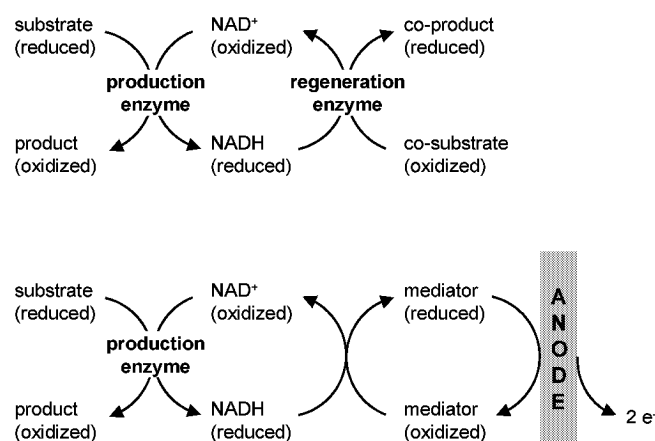 substrate NAD⁺ co-product
(reduced) (oxidized) (reduced)
production regeneration
enzyme enzyme
product NADH co-substrate
(oxidized) (reduced) (oxidized)
substrate NAD⁺ mediator
(reduced) (oxidized) (reduced)
production
enzyme
product NADH mediator
(oxidized) (reduced) (oxidized)
ANODE
2 e⁻